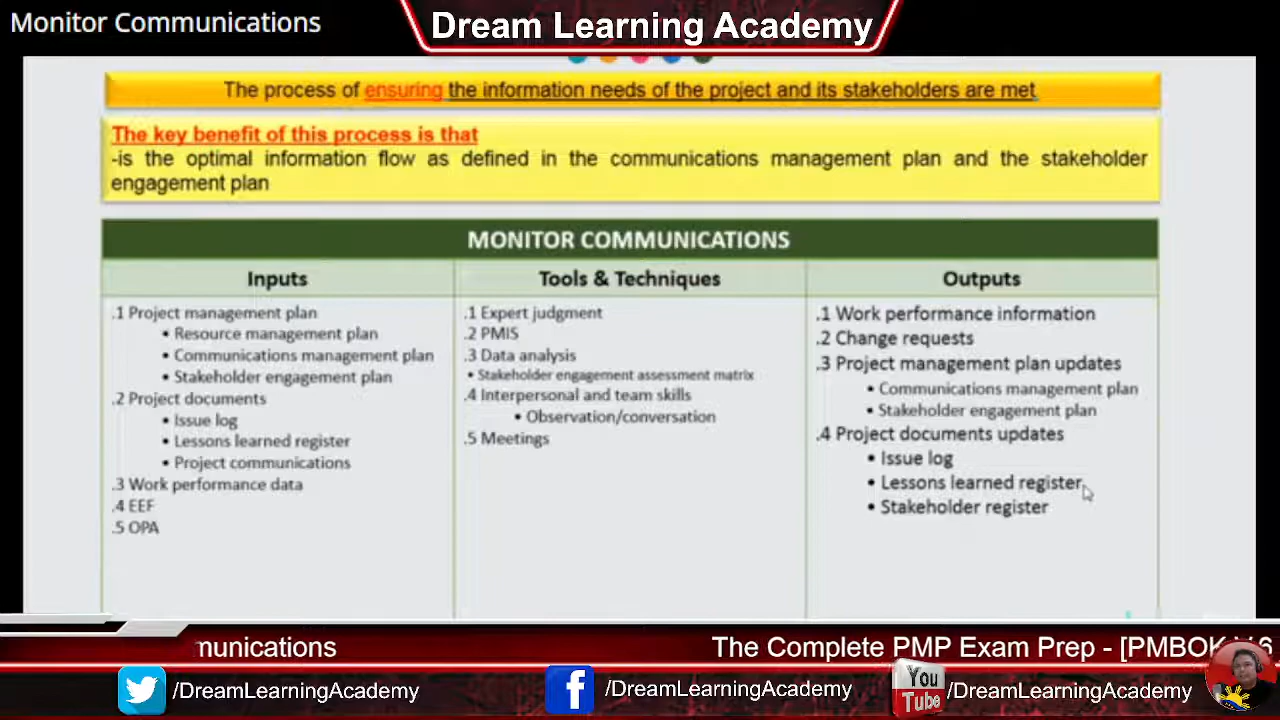 Monitor Communications
Dream Learning Academy
The process of ensuring the information needs of the project and its stakeholders are met
The key benefit of this process is that
-is the optimal information flow as defined in the communications management plan and the stakeholder
engagement plan
MONITOR COMMUNICATIONS
Inputs
.1 Project management plan
• Resource management plan
• Communications management plan
• Stakeholder engagement plan
.2 Project documents
• Issue log
• Lessons learned register
• Project communications
.3 Work performance data
.4 EEF
.5 OPA
Tools & Techniques
.1 Expert judgment
.2 PMIS
.3 Data analysis
• Stakeholder engagement assessment matrix
.4 Interpersonal and team skills
• Observation/conversation
.5 Meetings
Outputs
.1 Work performance information
.2 Change requests
.3 Project management plan updates
• Communications management plan
• Stakeholder engagement plan
.4 Project documents updates
• Issue log
• Lessons learned register
• Stakeholder register
munications
The Complete PMP Exam Prep - [PMBOK V.6
/DreamLearningAcademy
/DreamLearningAcademy
You
Tube
/DreamLearningAcademy